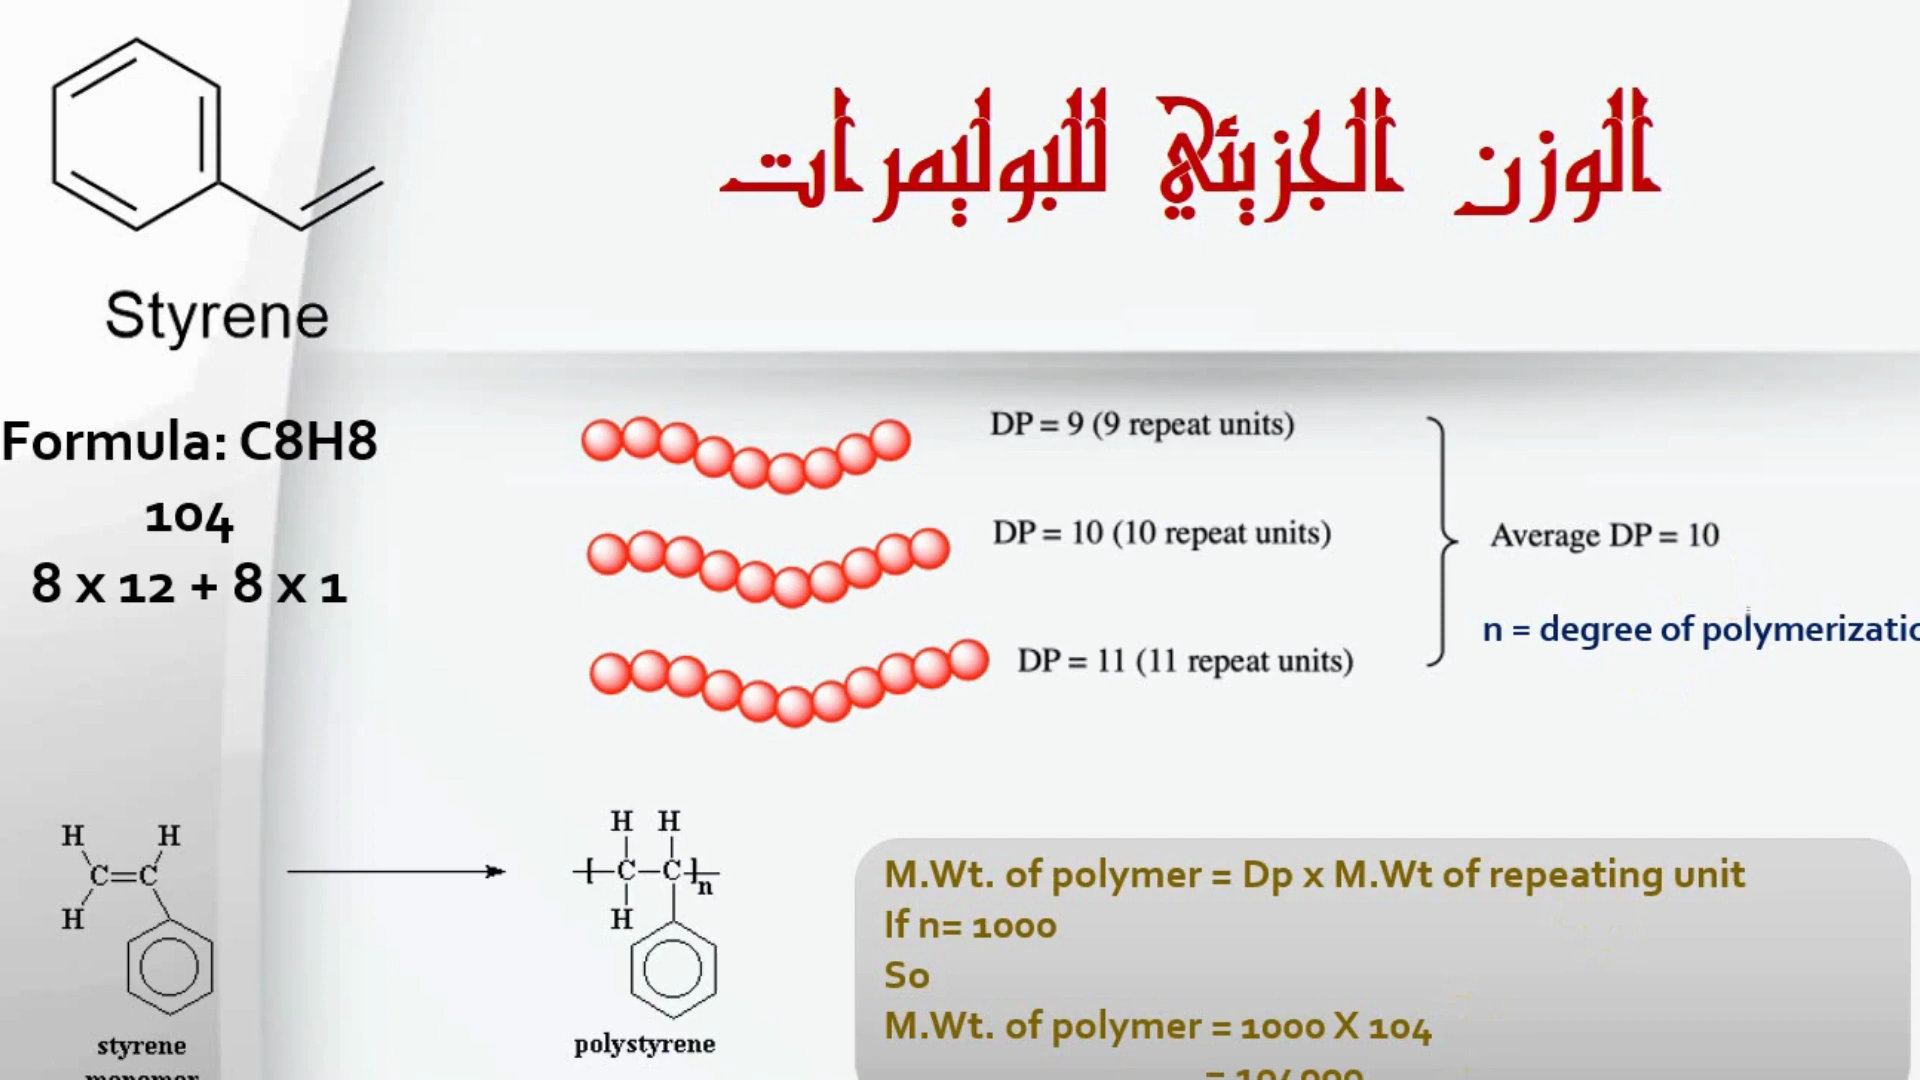 الوزن الجزيئي للبوليمرات
Styrene
Formula: C8H8
104
8 x 12 + 8 x 1
DP = 9 (9 repeat units)
DP = 10 (10 repeat units)
DP = 11 (11 repeat units)
Average DP = 10
n = degree of polymerizatio
H H
C=C
H
styrene
monomer
H H
C-C
n
H
polystyrene
M.Wt. of polymer = Dp x M.Wt of repeating unit
If n= 1000
So
M.Wt. of polymer = 1000 X 104
= 104000